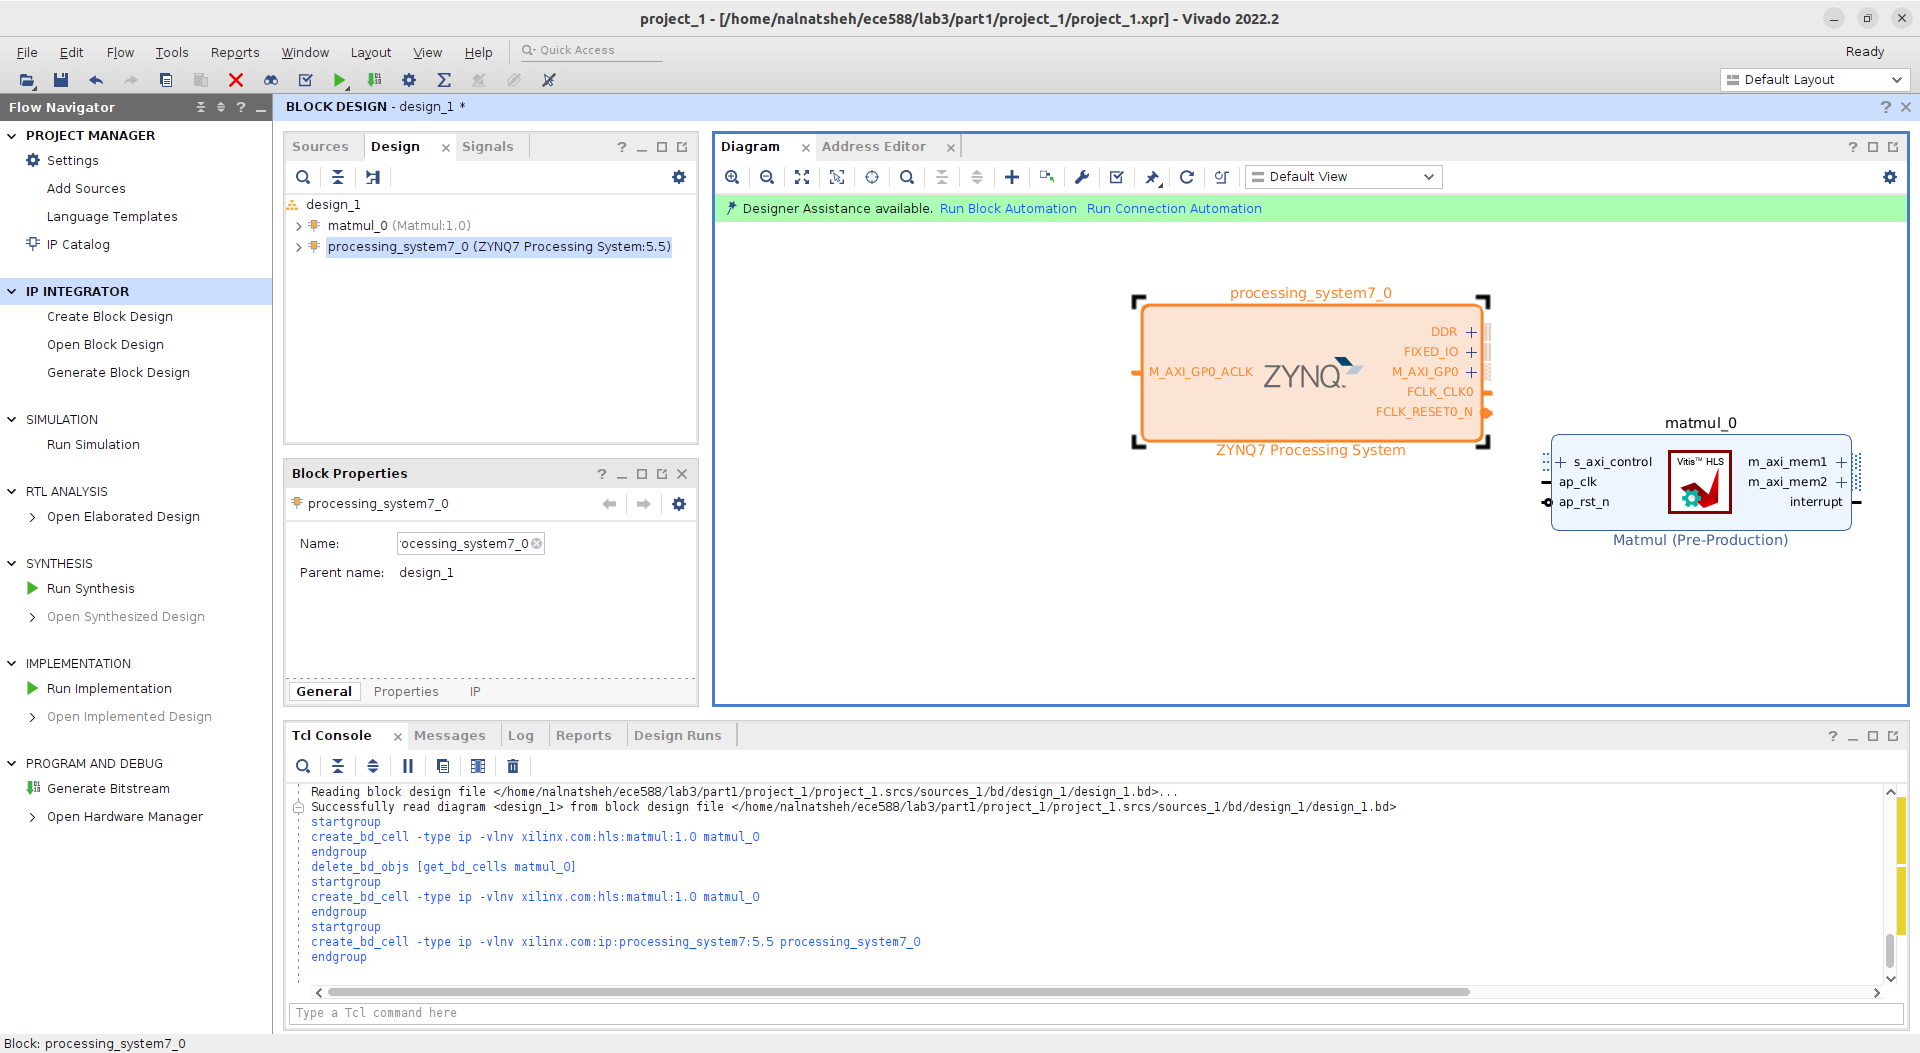 project_1 - [/home/nalnatsheh/ece588/lab3/part1/project_1/project_1.xpr] - Vivado 2022.2
File Edit Flow Tools Reports Window Layout View Help Quick Access
Ready
Default Layout
Flow Navigator
PROJECT MANAGER
Settings
Add Sources
Language Templates
IP Catalog
IP INTEGRATOR
Create Block Design
Open Block Design
Generate Block Design
SIMULATION
Run Simulation
RTL ANALYSIS
Open Elaborated Design
SYNTHESIS
Run Synthesis
Open Synthesized Design
IMPLEMENTATION
Run Implementation
Open Implemented Design
PROGRAM AND DEBUG
Generate Bitstream
Open Hardware Manager
BLOCK DESIGN - design_1 *
Sources Design Signals
design_1
matmul_0 (Matmul:1.0)
processing_system7_0 (ZYNQ7 Processing System:5.5)
Block Properties
processing_system7_0
Name: ocessing_system7_0
Parent name: design_1
General Properties IP
Diagram Address Editor
Default View
Designer Assistance available. Run Block Automation Run Connection Automation
processing_system7_0
DDR
FIXED_IO
M_AXI_GP0_ACLK ZYNQ M_AXI_GP0
FCLK_CLK0
FCLK_RESET0_N
ZYNQ7 Processing System
matmul_0
s_axi_control Vitis™ HLS m_axi_mem1
ap_clk m_axi_mem2
ap_rst_n interrupt
Matmul (Pre-Production)
Tcl Console Messages Log Reports Design Runs
Reading block design file </home/nalnatsheh/ece588/lab3/part1/project_1/project_1.srcs/sources_1/bd/design_1/design_1.bd>...
Successfully read diagram <design_1> from block design file </home/nalnatsheh/ece588/lab3/part1/project_1/project_1.srcs/sources_1/bd/design_1/design_1.bd>
startgroup
create_bd_cell -type ip -vlnv xilinx.com:hls:matmul:1.0 matmul_0
endgroup
delete_bd_objs [get_bd_cells matmul_0]
startgroup
create_bd_cell -type ip -vlnv xilinx.com:hls:matmul:1.0 matmul_0
endgroup
startgroup
create_bd_cell -type ip -vlnv xilinx.com:ip:processing_system7:5.5 processing_system7_0
endgroup
Type a Tcl command here
Block: processing_system7_0